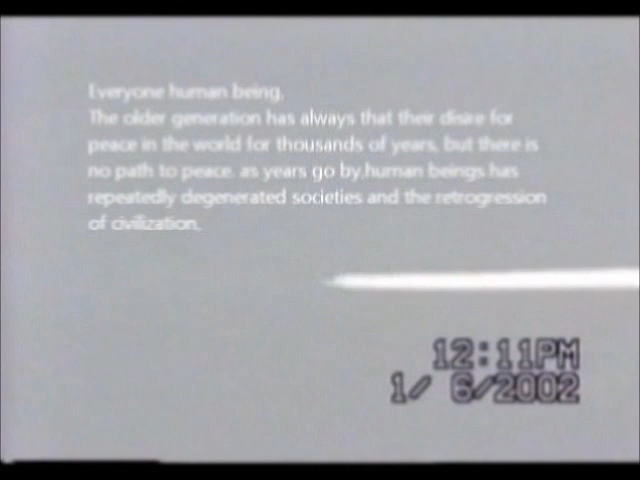 Everyone human being,
The older generation has always that their disire for
peace in the world for thousands of years, but there is
no path to peace. as years go by,human beings has
repeatedly degenerated societies and the retrogression
of civilization,
12:11PM
1/ 6/2002